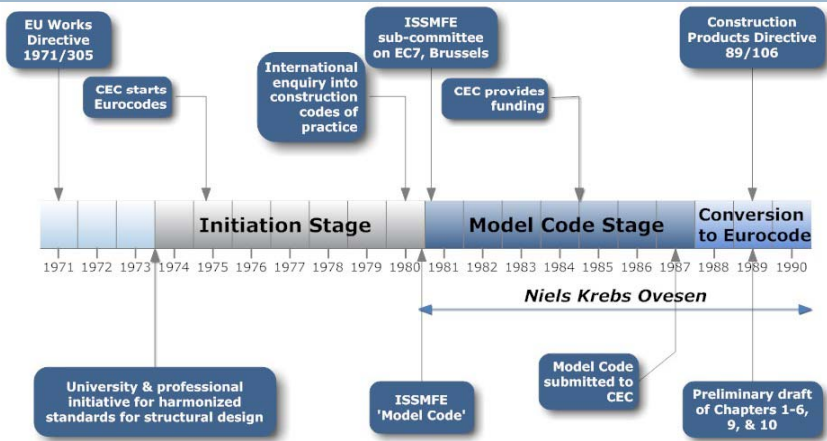 EU Works
Directive
1971/305
CEC starts
Eurocodes
International
enquiry into
construction
codes of
practice
ISSMFE
sub-committee
on EC7, Brussels
CEC provides
funding
Construction
Products Directive
89/106
Initiation Stage
Model Code Stage
Conversion
to Eurocode
1971 1972 1973 1974 1975 1976 1977 1978 1979 1980 1981 1982 1983 1984 1985 1986 1987 1988 1989 1990
Niels Krebs Ovesen
University & professional
initiative for harmonized
standards for structural design
ISSMFE
'Model Code'
Model Code
submitted to
CEC
Preliminary draft
of Chapters 1-6,
9, & 10